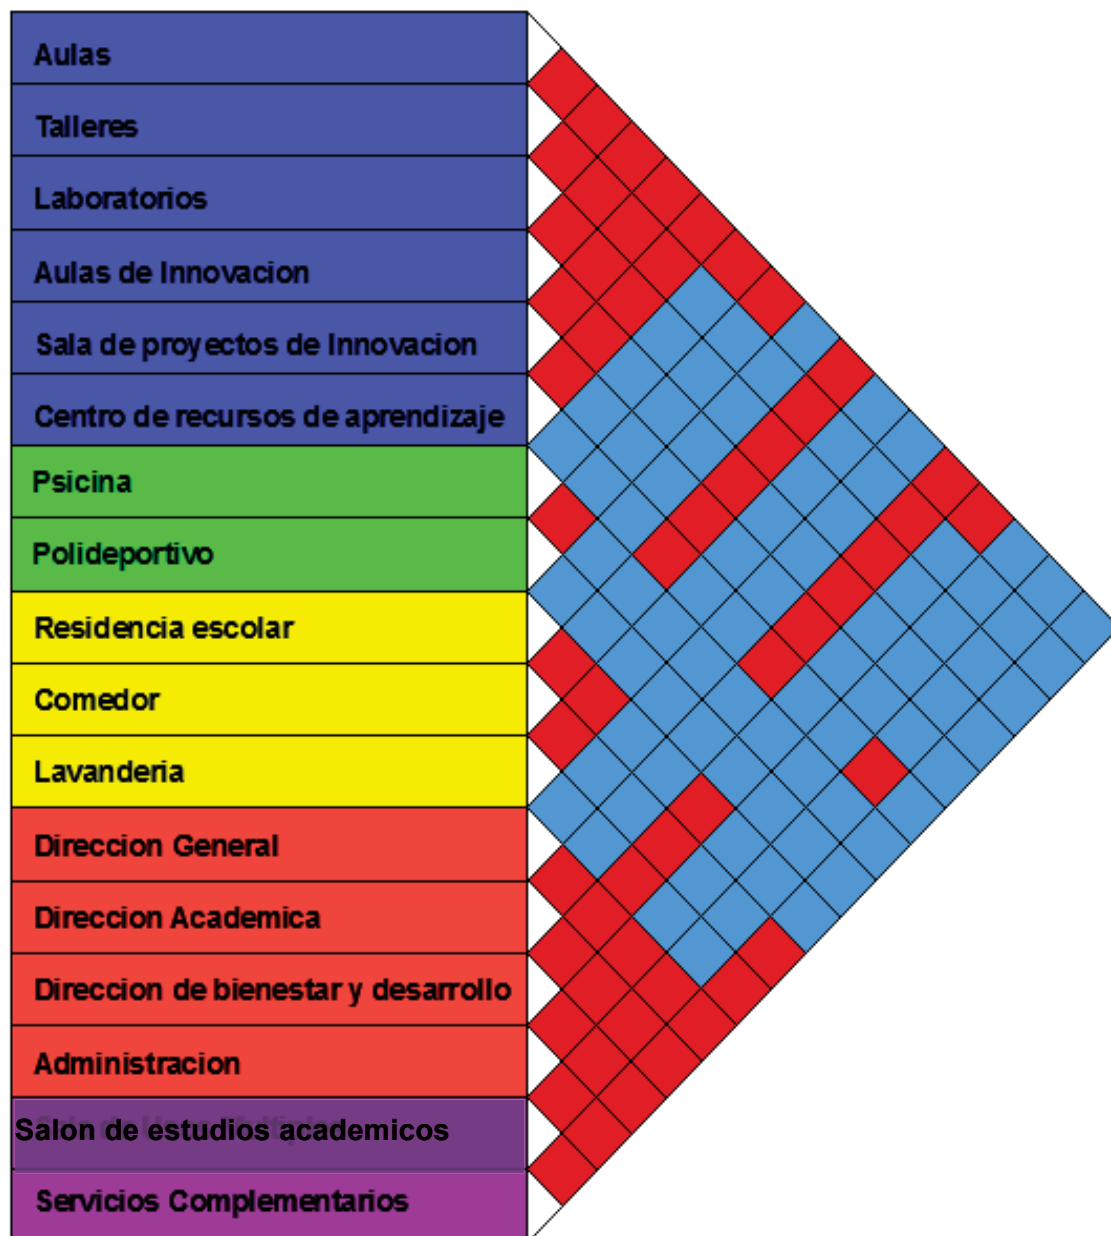 Aulas
Talleres
Laboratorios
Aulas de Innovacion
Sala de proyectos de Innovacion
Centro de recursos de aprendizaje
Psicina
Polideportivo
Residencia escolar
Comedor
Lavanderia
Direccion General
Direccion Academica
Direccion de bienestar y desarrollo
Administracion
Salon de estudios academicos
Servicios Complementarios